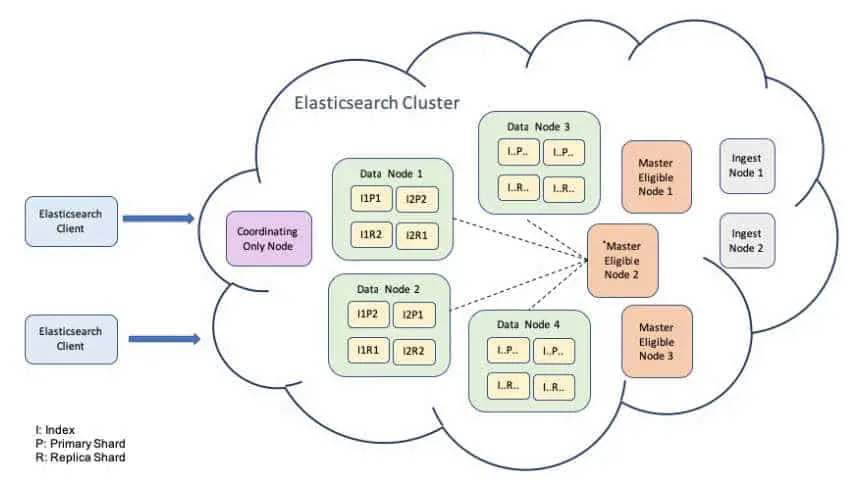 Elasticsearch Cluster
Elasticsearch
Client
Elasticsearch
Client
Coordinating
Only Node
Data Node 1
I1P1
I2P2
I1R2
I2R1
Data Node 2
I1P2
I2P1
I1R1
I2R2
Data Node 3
I..P..
I..P..
I..R..
I..R..
Data Node 4
I..P..
I..P..
I..R..
I..R..
Master
Eligible
Node 1
*Master
Eligible
Node 2
Master
Eligible
Node 3
Ingest
Node 1
Ingest
Node 2
I: Index
P: Primary Shard
R: Replica Shard